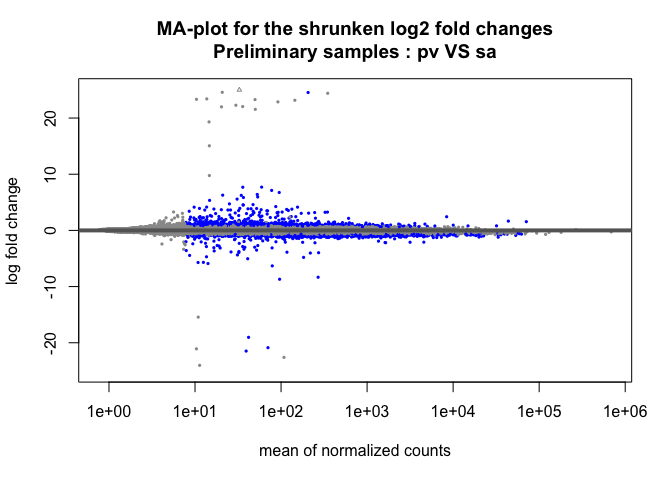 MA-plot for the shrunken log2 fold changes
Preliminary samples : pv VS sa
log fold change
20
10
0
-10
-20
1e+00 1e+01 1e+02 1e+03 1e+04 1e+05 1e+06
mean of normalized counts